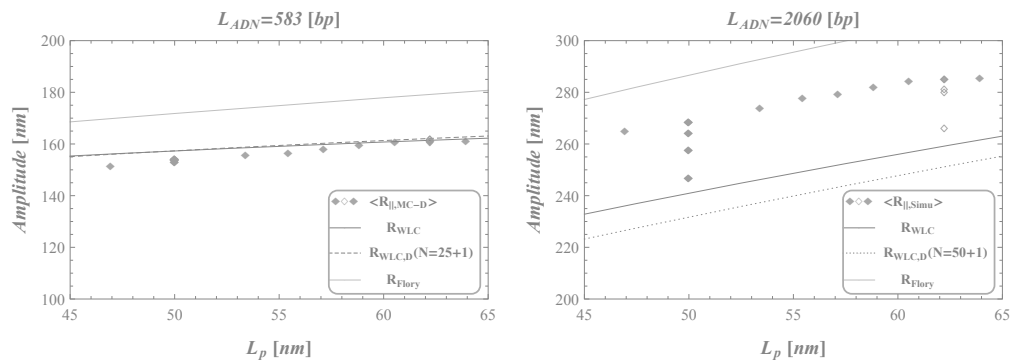 L_ADN=583 [bp]
Amplitude [nm]
200
180
160
140
120
100
<R_||,MC-D>
R_WLC
R_WLC,D(N=25+1)
R_Flory
45 50 55 60 65
L_p [nm]
L_ADN=2060 [bp]
Amplitude [nm]
300
280
260
240
220
200
<R_||,Simu>
R_WLC
R_WLC,D(N=50+1)
R_Flory
45 50 55 60 65
L_p [nm]